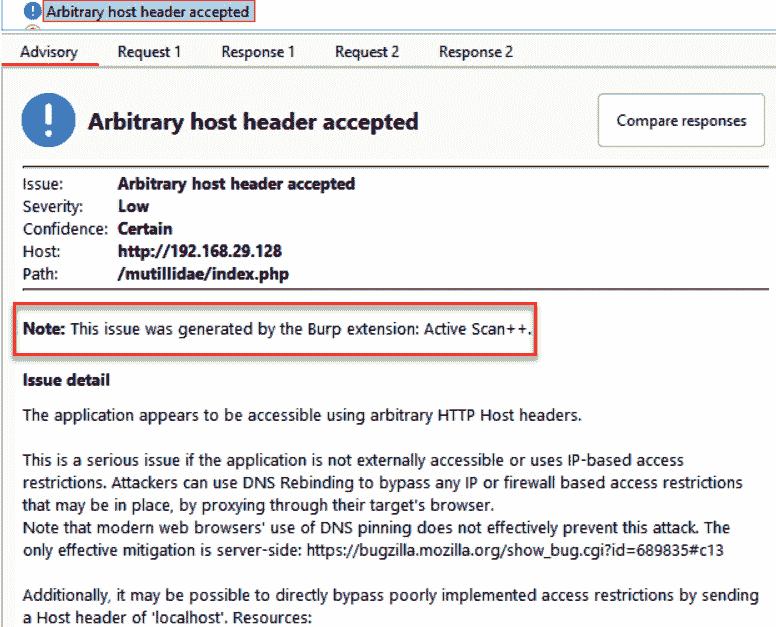 Arbitrary host header accepted
Advisory Request 1 Response 1 Request 2 Response 2
Arbitrary host header accepted
Compare responses
Issue: Arbitrary host header accepted
Severity: Low
Confidence: Certain
Host: http://192.168.29.128
Path: /mutillidae/index.php
Note: This issue was generated by the Burp extension: Active Scan++.
Issue detail
The application appears to be accessible using arbitrary HTTP Host headers.
This is a serious issue if the application is not externally accessible or uses IP-based access
restrictions. Attackers can use DNS Rebinding to bypass any IP or firewall based access restrictions
that may be in place, by proxying through their target's browser.
Note that modern web browsers' use of DNS pinning does not effectively prevent this attack. The
only effective mitigation is server-side: https://bugzilla.mozilla.org/show_bug.cgi?id=689835#c13
Additionally, it may be possible to directly bypass poorly implemented access restrictions by sending
a Host header of 'localhost'. Resources: